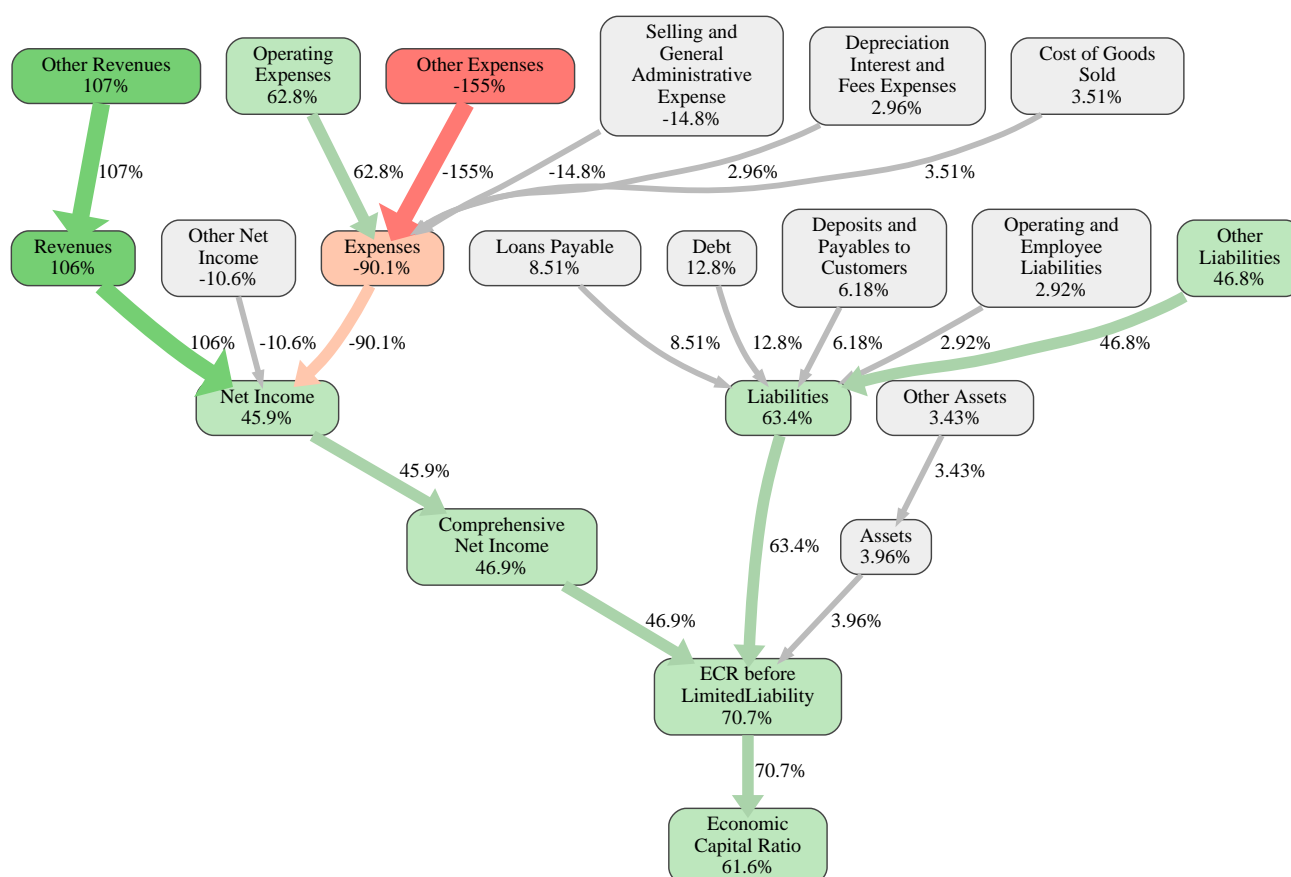 Other Revenues
107%
Operating
Expenses
62.8%
Other Expenses
-155%
Selling and
General
Administrative
Expense
-14.8%
Depreciation
Interest and
Fees Expenses
2.96%
Cost of Goods
Sold
3.51%
107%
62.8%
-155%
-14.8%
2.96%
3.51%
Revenues
106%
Other Net
Income
-10.6%
Expenses
-90.1%
Loans Payable
8.51%
Debt
12.8%
Deposits and
Payables to
Customers
6.18%
Operating and
Employee
Liabilities
2.92%
Other
Liabilities
46.8%
106%
-10.6%
-90.1%
8.51%
12.8%
6.18%
2.92%
46.8%
Net Income
45.9%
Liabilities
63.4%
Other Assets
3.43%
45.9%
3.43%
Comprehensive
Net Income
46.9%
63.4%
Assets
3.96%
46.9%
3.96%
ECR before
LimitedLiability
70.7%
70.7%
Economic
Capital Ratio
61.6%